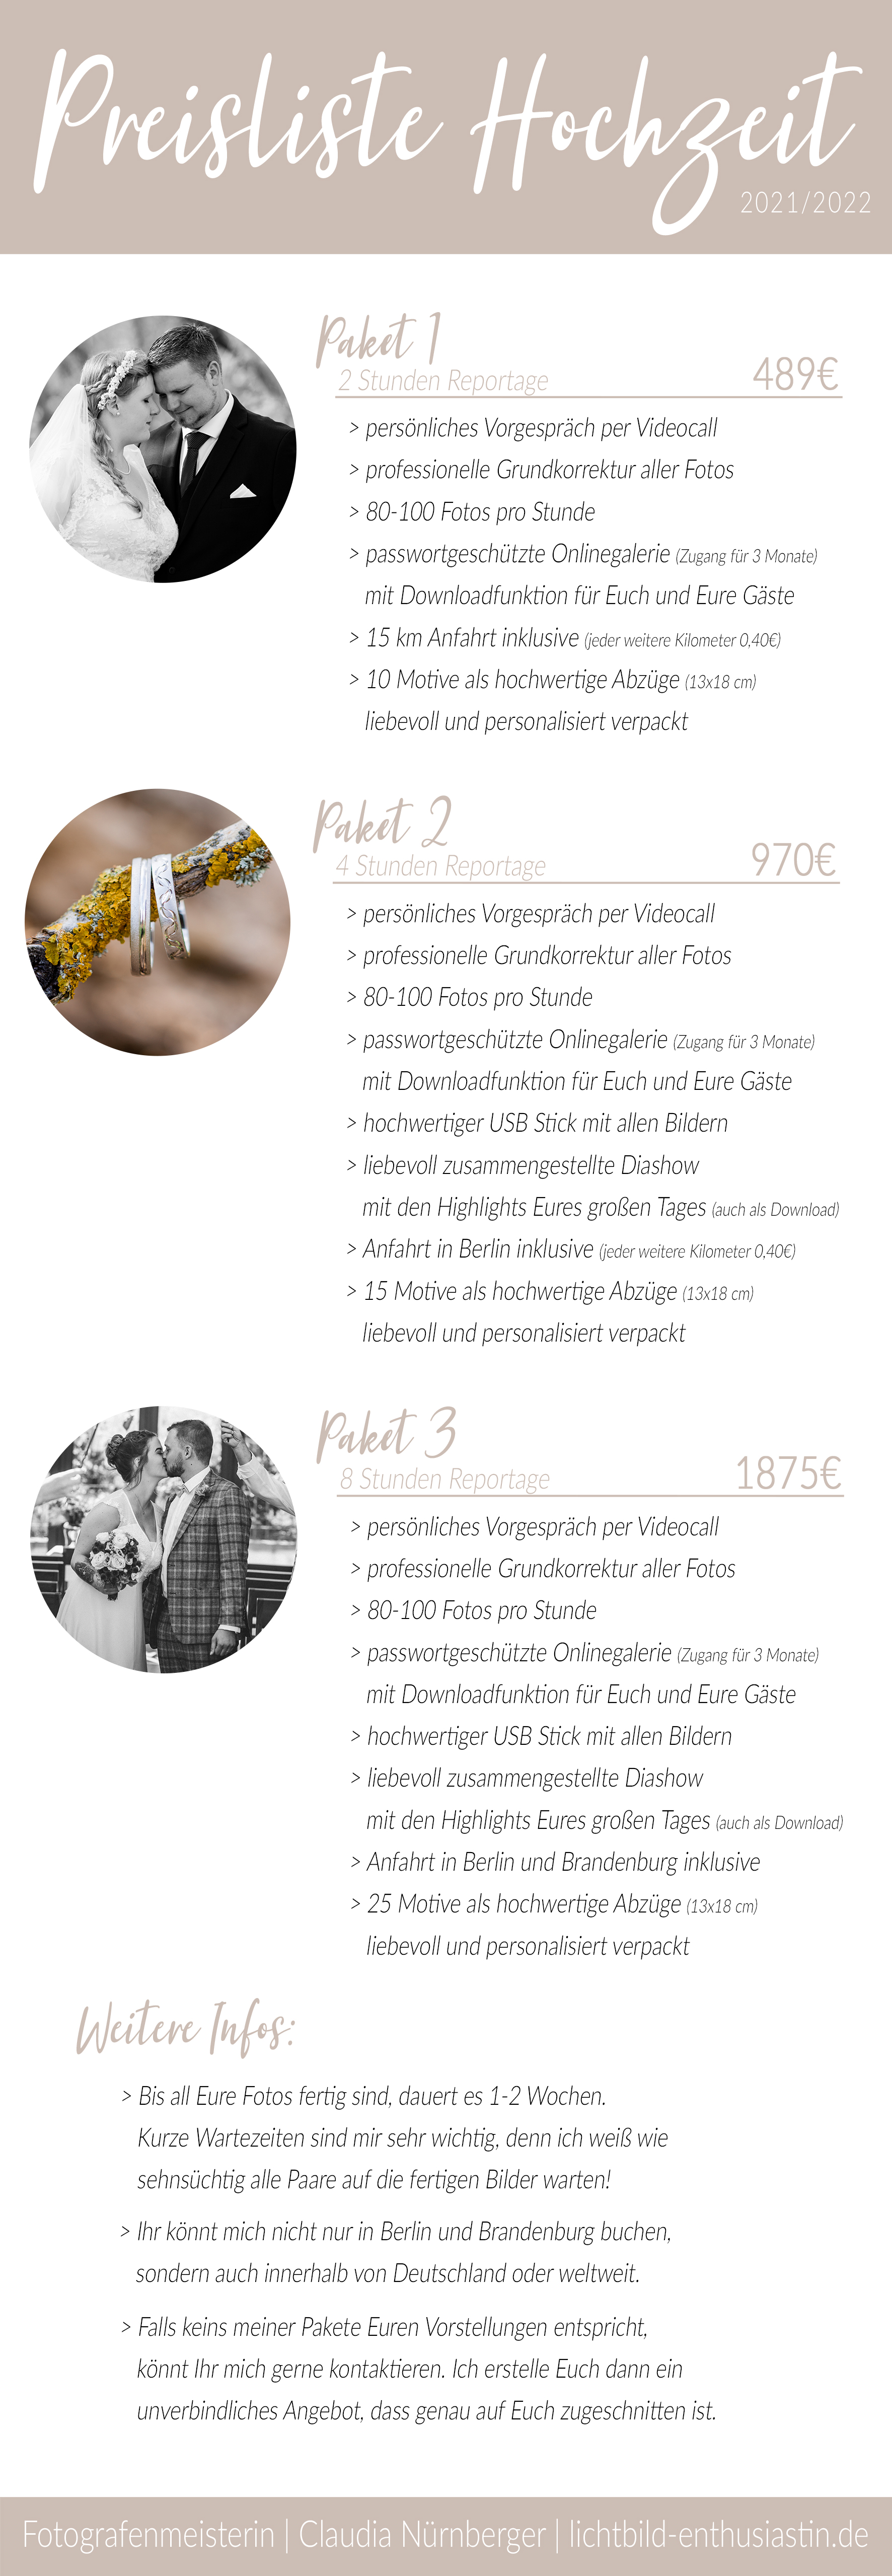 Preisliste Hochzeit
2021/2022
Paket 1
2 Stunden Reportage 489€
> persönliches Vorgespräch per Videocall
> professionelle Grundkorrektur aller Fotos
> 80-100 Fotos pro Stunde
> passwortgeschützte Onlinegalerie (Zugang für 3 Monate)
mit Downloadfunktion für Euch und Eure Gäste
> 15 km Anfahrt inklusive (jeder weitere Kilometer 0,40€)
> 10 Motive als hochwertige Abzüge (13x18 cm)
liebevoll und personalisiert verpackt
Paket 2
4 Stunden Reportage 970€
> persönliches Vorgespräch per Videocall
> professionelle Grundkorrektur aller Fotos
> 80-100 Fotos pro Stunde
> passwortgeschützte Onlinegalerie (Zugang für 3 Monate)
mit Downloadfunktion für Euch und Eure Gäste
> hochwertiger USB Stick mit allen Bildern
> liebevoll zusammengestellte Diashow
mit den Highlights Eures großen Tages (auch als Download)
> Anfahrt in Berlin inklusive (jeder weitere Kilometer 0,40€)
> 15 Motive als hochwertige Abzüge (13x18 cm)
liebevoll und personalisiert verpackt
Paket 3
8 Stunden Reportage 1875€
> persönliches Vorgespräch per Videocall
> professionelle Grundkorrektur aller Fotos
> 80-100 Fotos pro Stunde
> passwortgeschützte Onlinegalerie (Zugang für 3 Monate)
mit Downloadfunktion für Euch und Eure Gäste
> hochwertiger USB Stick mit allen Bildern
> liebevoll zusammengestellte Diashow
mit den Highlights Eures großen Tages (auch als Download)
> Anfahrt in Berlin und Brandenburg inklusive
> 25 Motive als hochwertige Abzüge (13x18 cm)
liebevoll und personalisiert verpackt
Weitere Infos:
> Bis all Eure Fotos fertig sind, dauert es 1-2 Wochen.
Kurze Wartezeiten sind mir sehr wichtig, denn ich weiß wie
sehnsüchtig alle Paare auf die fertigen Bilder warten!
> Ihr könnt mich nicht nur in Berlin und Brandenburg buchen,
sondern auch innerhalb von Deutschland oder weltweit.
> Falls keins meiner Pakete Euren Vorstellungen entspricht,
könnt Ihr mich gerne kontaktieren. Ich erstelle Euch dann ein
unverbindliches Angebot, dass genau auf Euch zugeschnitten ist.
Fotografenmeisterin | Claudia Nürnberger | lichtbild-enthusiastin.de